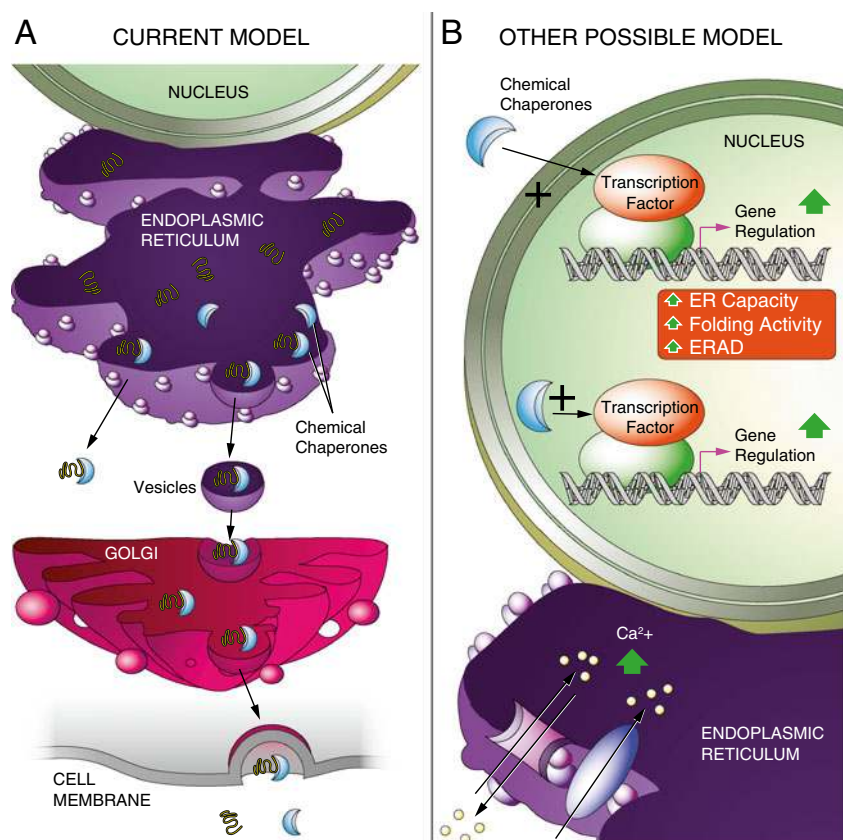 A
CURRENT MODEL
NUCLEUS
ENDOPLASMIC
RETICULUM
Chemical
Chaperones
Vesicles
GOLGI
CELL
MEMBRANE
B
OTHER POSSIBLE MODEL
Chemical
Chaperones
NUCLEUS
+
Transcription
Factor
Gene
Regulation
ER Capacity
Folding Activity
ERAD
+
Transcription
Factor
Gene
Regulation
Ca²+
ENDOPLASMIC
RETICULUM